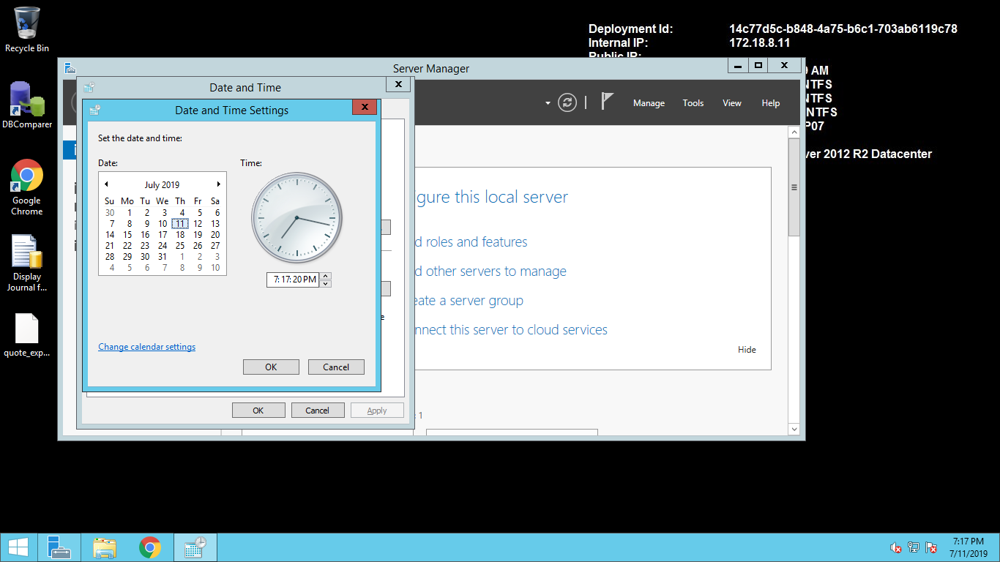 Recycle Bin
DBComparer
Google
Chrome
Display
Journal f...
quote_exp...
Deployment Id: 14c77d5c-b848-4a75-b6c1-703ab6119c78
Internal IP: 172.18.8.11
Public IP:
AM
NTFS
NTFS
NTFS
P07
ver 2012 R2 Datacenter
Server Manager
Manage Tools View Help
gure this local server
d roles and features
d other servers to manage
eate a server group
nnect this server to cloud services
Hide
1
Date and Time
e
OK Cancel Apply
Date and Time Settings
Set the date and time:
Date: Time:
July 2019
Su Mo Tu We Th Fr Sa
30 1 2 3 4 5 6
7 8 9 10 11 12 13
14 15 16 17 18 19 20
21 22 23 24 25 26 27
28 29 30 31 1 2 3
4 5 6 7 8 9 10
7:17:20 PM
Change calendar settings
OK Cancel
7:17 PM
7/11/2019